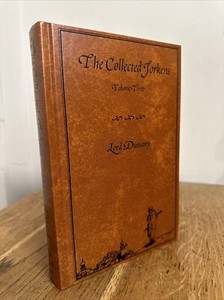 The Collected Jorkens
Volume Three
Lord Dunsany